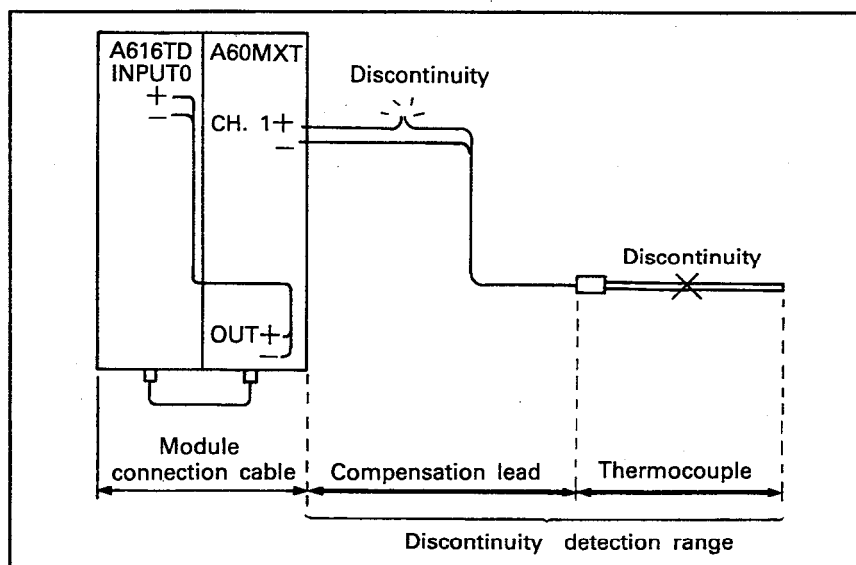 A616TD
INPUT0
+
−
A60MXT
CH. 1+
−
OUT+
−
Discontinuity
Discontinuity
Module
connection cable
Compensation lead
Thermocouple
Discontinuity detection range